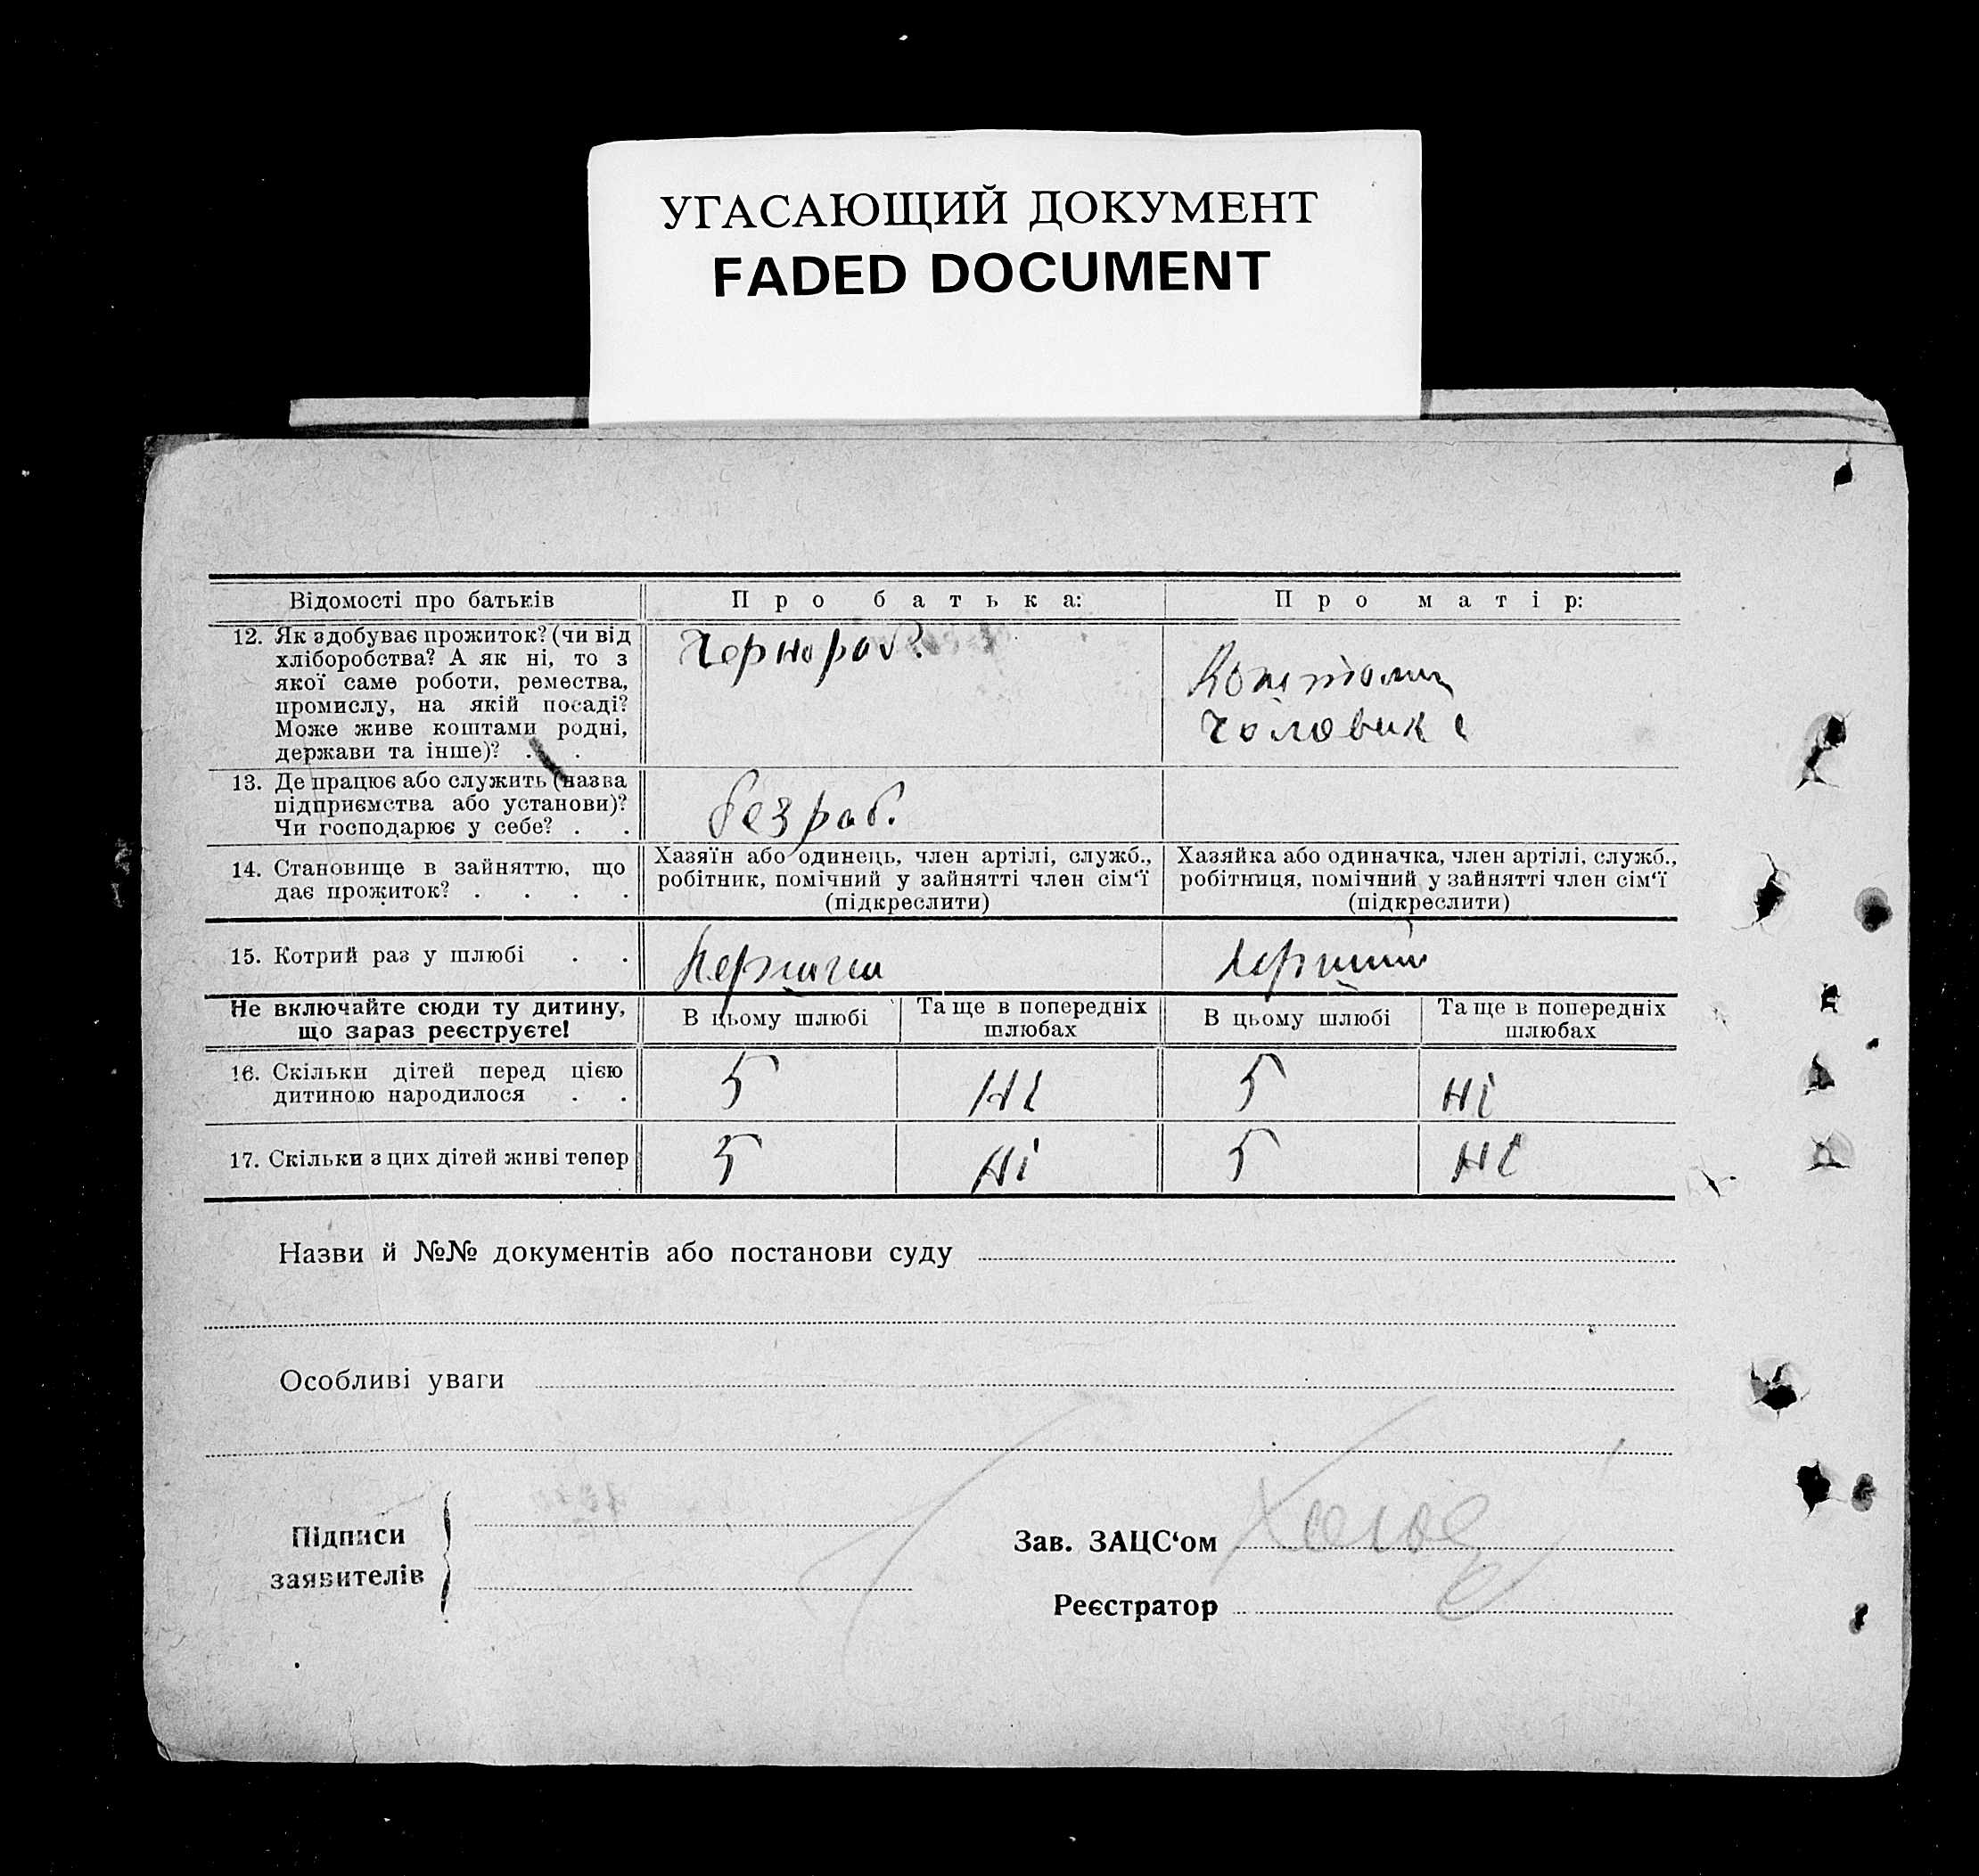 УГАСАЮЩИЙ ДОКУМЕНТ
FADED DOCUMENT
Відомості про батьків
Про батька:
Про матір:
12. Як здобуває прожиток? (чи від
хліборобства? А як ні, то з
якої саме роботи, ремества,
промислу, на якій посаді?
Може живе коштами родні,
держави та інше)? . .
Чернораб.
Коштами
чоловика
13. Де працює або служить (назва
підприємства або установи)?
Чи господарює у себе? . .
безраб.
14. Становище в зайняттю, що
дає прожиток? . . . .
Хазяїн або одинець, член артілі, служб.,
робітник, помічний у зайнятті член сім'ї
(підкреслити)
Хазяйка або одиначка, член артілі, служб.,
робітниця, помічний у зайнятті член сім'ї
(підкреслити)
15. Котрий раз у шлюбі . .
Не включайте сюди ту дитину,
що зараз реєструєте!
В цьому шлюбі
Та ще в попередніх
шлюбах
В цьому шлюбі
Та ще в попередніх
шлюбах
16. Скільки дітей перед цією
дитиною народилося . .
5
Ні
5
Ні
17. Скільки з цих дітей живі тепер
5
Ні
5
Ні
Назви й №№ документів або постанови суду
Особливі уваги
Підписи
заявителів
Зав. ЗАЦС‘ом
Реєстратор